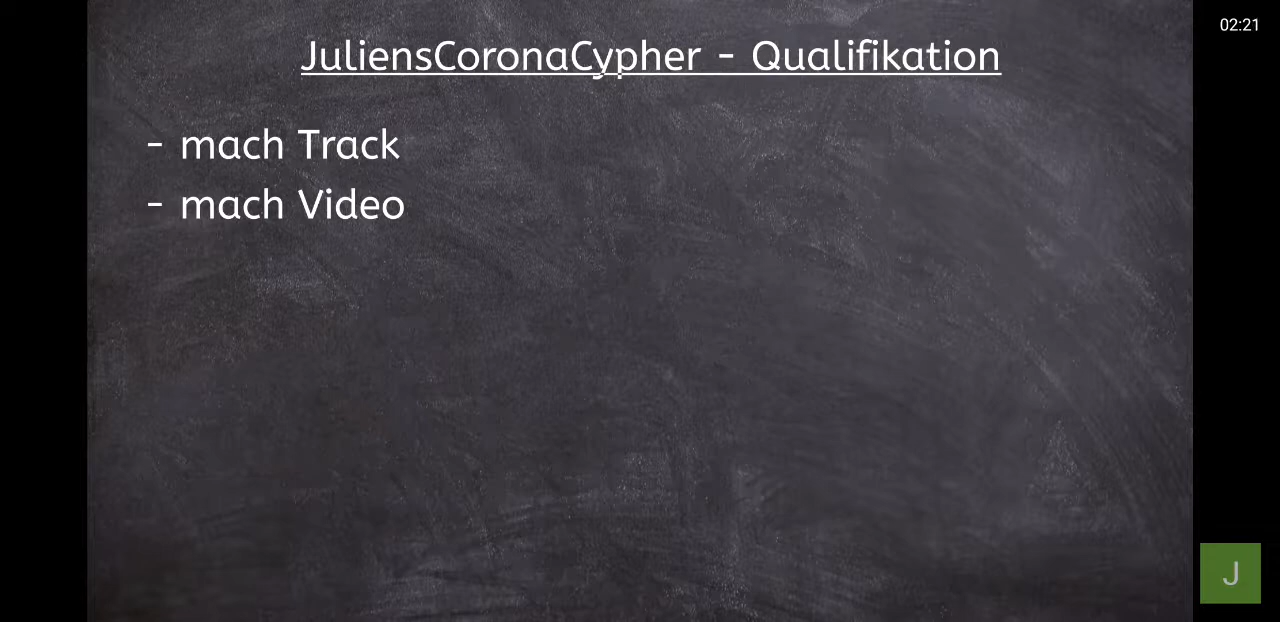 02:21
JuliensCoronaCypher - Qualifikation
- mach Track
- mach Video
J